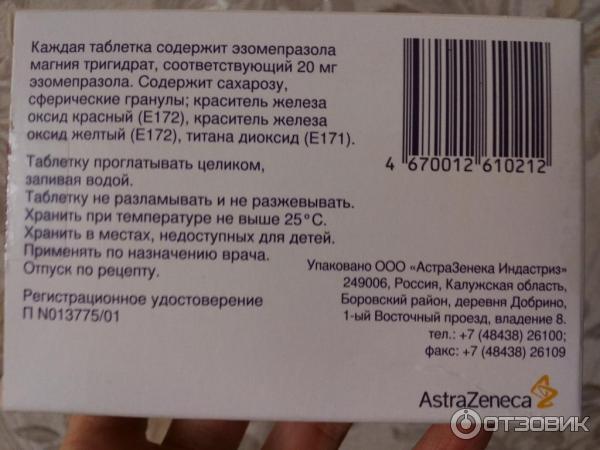 Каждая таблетка содержит эзомепразола
магния тригидрат, соответствующий 20 мг
эзомепразола. Содержит сахарозу,
сферические гранулы; краситель железа
оксид красный (E172), краситель железа
оксид желтый (E172), титана диоксид (E171).
Таблетку проглатывать целиком,
запивая водой.
Таблетку не разламывать и не разжевывать.
Хранить при температуре не выше 25°C.
Хранить в местах, недоступных для детей.
Применять по назначению врача.
Отпуск по рецепту.
Регистрационное удостоверение
П N013775/01
4 670012 610212
Упаковано ООО «АстраЗенека Индастриз»
249006, Россия, Калужская область,
Боровский район, деревня Добрино,
1-ый Восточный проезд, владение 8.
тел.: +7 (48438) 26100;
факс: +7 (48438) 26109
AstraZeneca
ОТЗОВИК